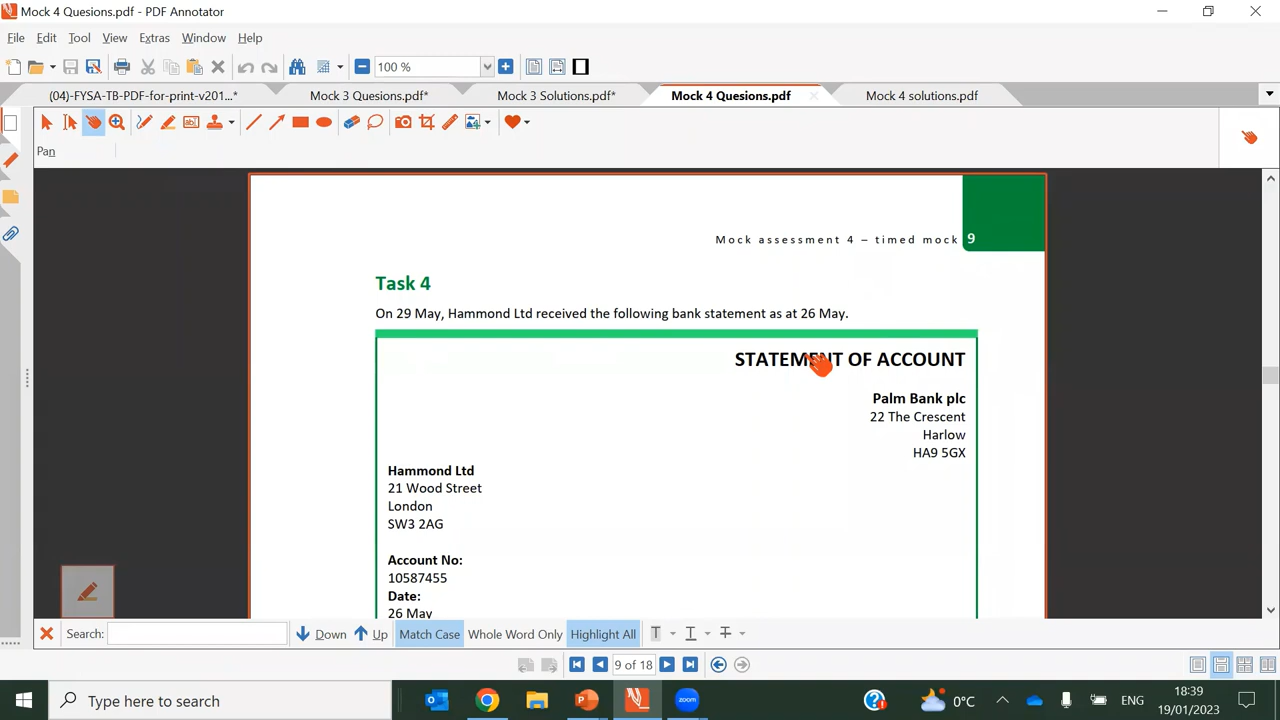 Mock 4 Quesions.pdf - PDF Annotator
File Edit Tool View Extras Window Help
100 %
(04)-FYSA-TB-PDF-for-print-v201...* Mock 3 Quesions.pdf* Mock 3 Solutions.pdf* Mock 4 Quesions.pdf Mock 4 solutions.pdf
Pan
Mock assessment 4 – timed mock 9
Task 4
On 29 May, Hammond Ltd received the following bank statement as at 26 May.
STATEMENT OF ACCOUNT
Palm Bank plc
22 The Crescent
Harlow
HA9 5GX
Hammond Ltd
21 Wood Street
London
SW3 2AG
Account No:
10587455
Date:
26 May
Search: Down Up Match Case Whole Word Only Highlight All
9 of 18
Type here to search
zoom
0°C
ENG
18:39
19/01/2023